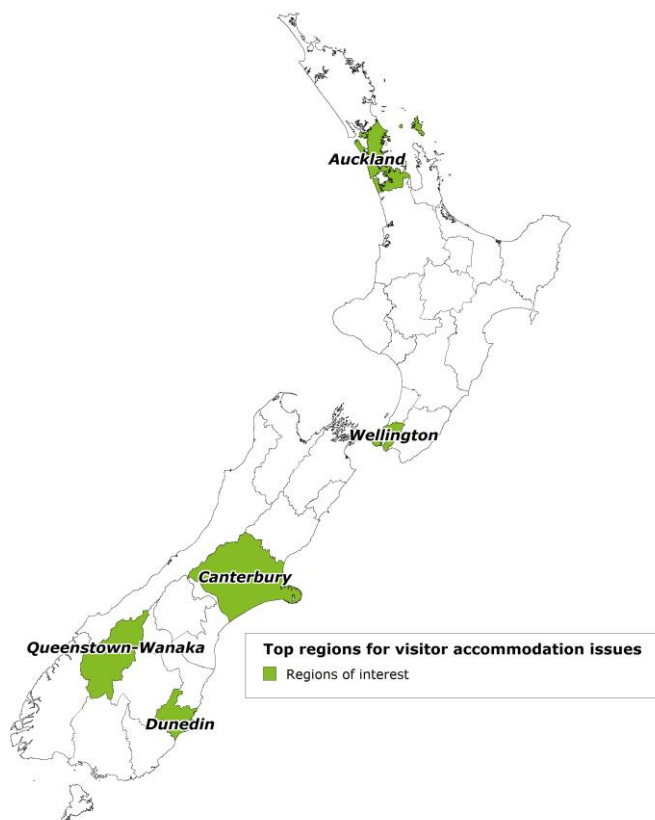 Auckland
Wellington
Canterbury
Queenstown-Wanaka
Top regions for visitor accommodation issues
Regions of interest
Dunedin